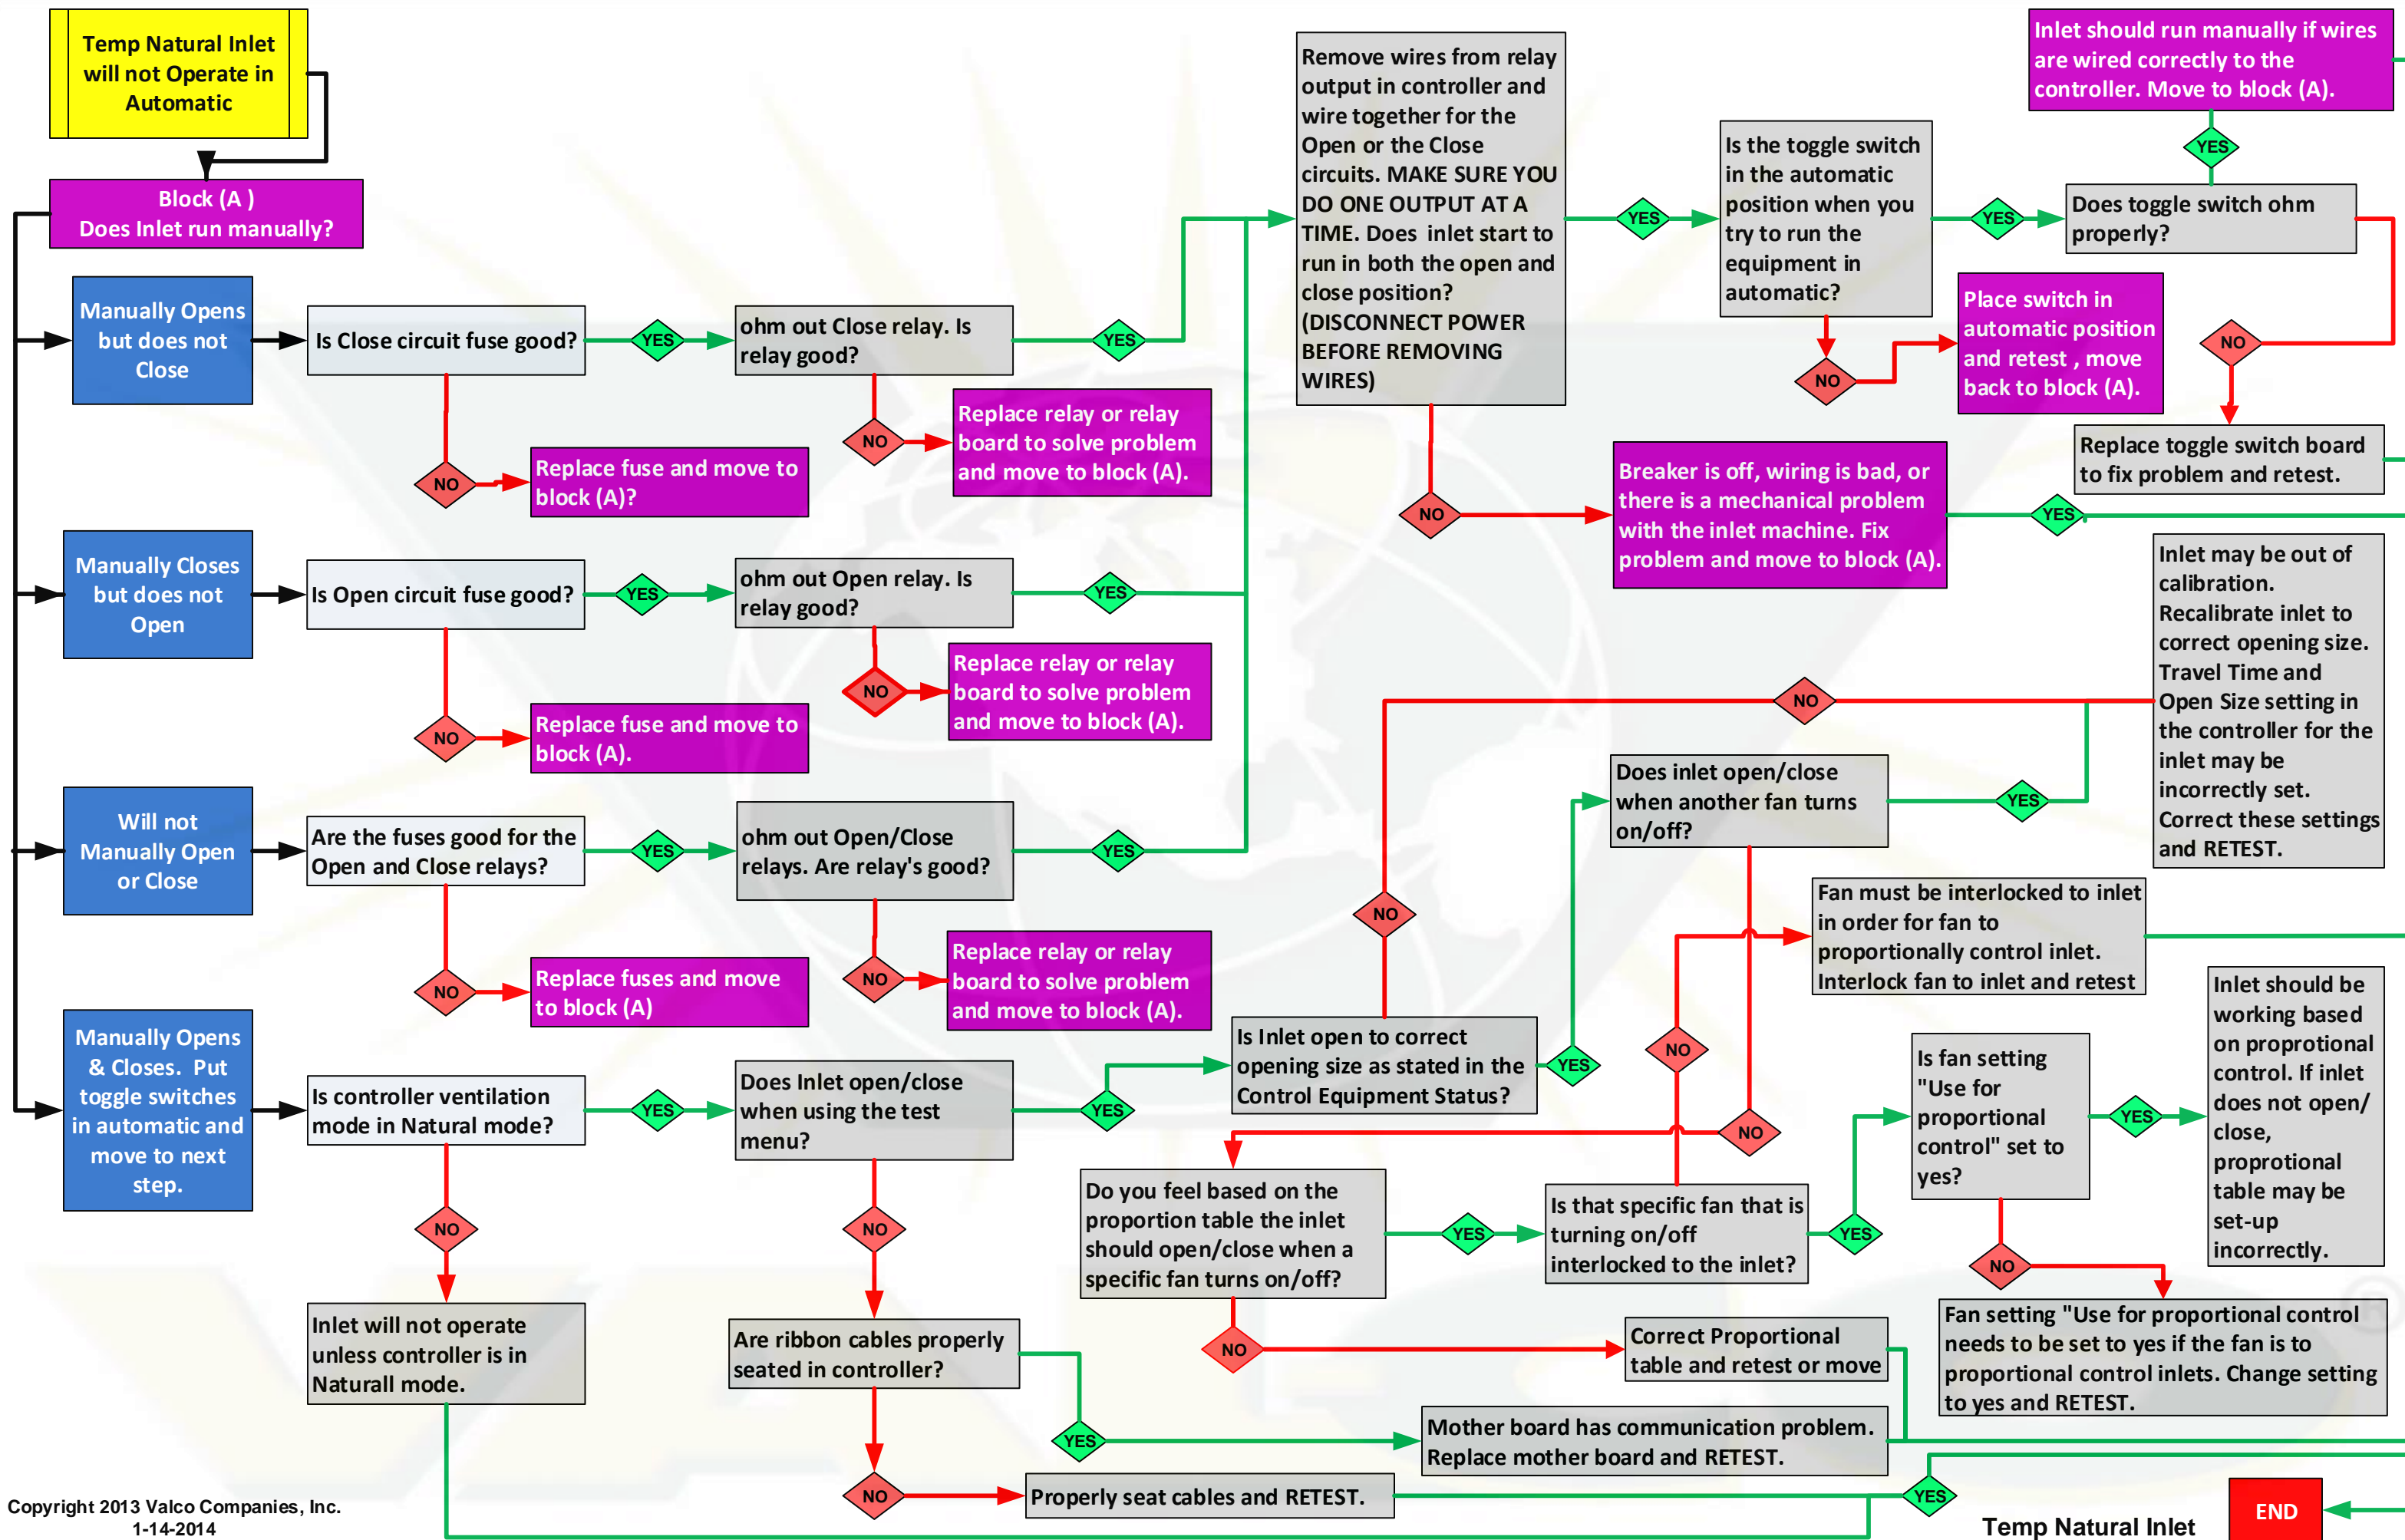 Temp Natural Inlet
will not Operate in
Automatic
Block (A )
Does Inlet run manually?
Manually Opens
but does not
Close
Is Close circuit fuse good?
YES
ohm out Close relay. Is
relay good?
YES
NO
Replace fuse and move to
block (A)?
NO
Replace relay or relay
board to solve problem
and move to block (A).
Manually Closes
but does not
Open
Is Open circuit fuse good?
YES
ohm out Open relay. Is
relay good?
YES
NO
Replace fuse and move to
block (A).
NO
Replace relay or relay
board to solve problem
and move to block (A).
Will not
Manually Open
or Close
Are the fuses good for the
Open and Close relays?
YES
ohm out Open/Close
relays. Are relay's good?
YES
NO
Replace fuses and move
to block (A)
NO
Replace relay or relay
board to solve problem
and move to block (A).
Manually Opens
& Closes. Put
toggle switches
in automatic and
move to next
step.
Is controller ventilation
mode in Natural mode?
YES
Does Inlet open/close
when using the test
menu?
YES
NO
Inlet will not operate
unless controller is in
Naturall mode.
NO
Are ribbon cables properly
seated in controller?
YES
NO
Properly seat cables and RETEST.
YES
Mother board has communication problem.
Replace mother board and RETEST.
Remove wires from relay
output in controller and
wire together for the
Open or the Close
circuits. MAKE SURE YOU
DO ONE OUTPUT AT A
TIME. Does inlet start to
run in both the open and
close position?
(DISCONNECT POWER
BEFORE REMOVING
WIRES)
YES
NO
Breaker is off, wiring is bad, or
there is a mechanical problem
with the inlet machine. Fix
problem and move to block (A).
YES
Is the toggle switch
in the automatic
position when you
try to run the
equipment in
automatic?
YES
NO
Place switch in
automatic position
and retest , move
back to block (A).
Does toggle switch ohm
properly?
YES
Inlet should run manually if wires
are wired correctly to the
controller. Move to block (A).
NO
Replace toggle switch board
to fix problem and retest.
Is Inlet open to correct
opening size as stated in the
Control Equipment Status?
YES
NO
NO
Inlet may be out of
calibration.
Recalibrate inlet to
correct opening size.
Travel Time and
Open Size setting in
the controller for the
inlet may be
incorrectly set.
Correct these settings
and RETEST.
Does inlet open/close
when another fan turns
on/off?
YES
NO
Do you feel based on the
proportion table the inlet
should open/close when a
specific fan turns on/off?
YES
NO
Correct Proportional
table and retest or move
Is that specific fan that is
turning on/off
interlocked to the inlet?
YES
NO
Fan must be interlocked to inlet
in order for fan to
proportionally control inlet.
Interlock fan to inlet and retest
Is fan setting
"Use for
proportional
control" set to
yes?
YES
Inlet should be
working based
on proprotional
control. If inlet
does not open/
close,
proprotional
table may be
set-up
incorrectly.
NO
Fan setting "Use for proportional control
needs to be set to yes if the fan is to
proportional control inlets. Change setting
to yes and RETEST.
END
Temp Natural Inlet
Copyright 2013 Valco Companies, Inc.
1-14-2014
VALCO
®